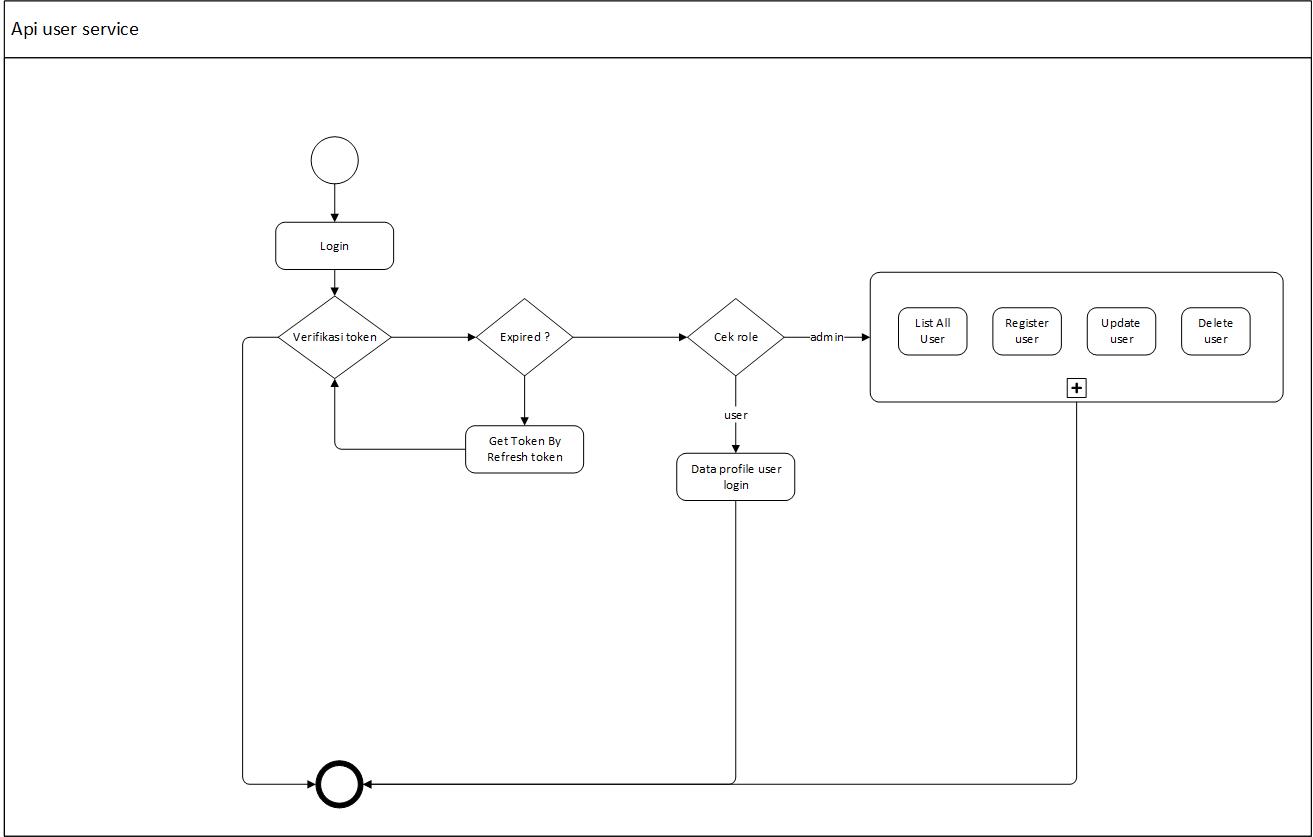 Api user service
Login
Verifikasi token
Expired ?
Cek role
admin
List All
User
Register
user
Update
user
Delete
user
user
Get Token By
Refresh token
Data profile user
login